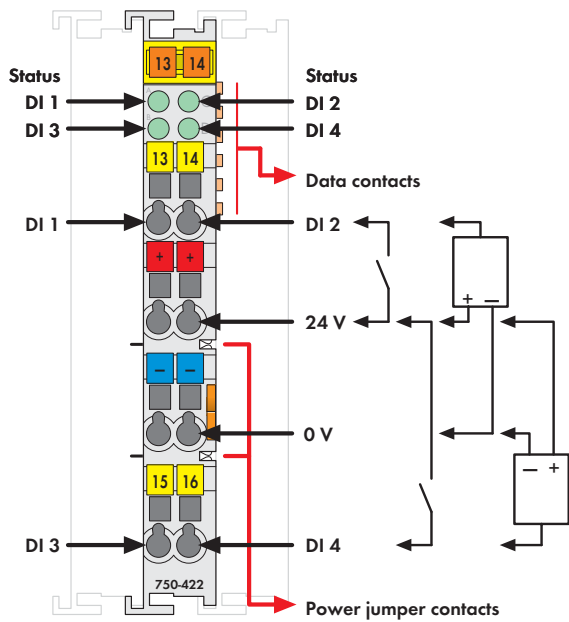 13 14
Status Status
A C
DI 1 DI 2
B D
DI 3 DI 4
13 14
Data contacts
DI 1 DI 2
+ +
+ −
24 V
− −
0 V
− +
15 16
DI 3 DI 4
750-422
Power jumper contacts